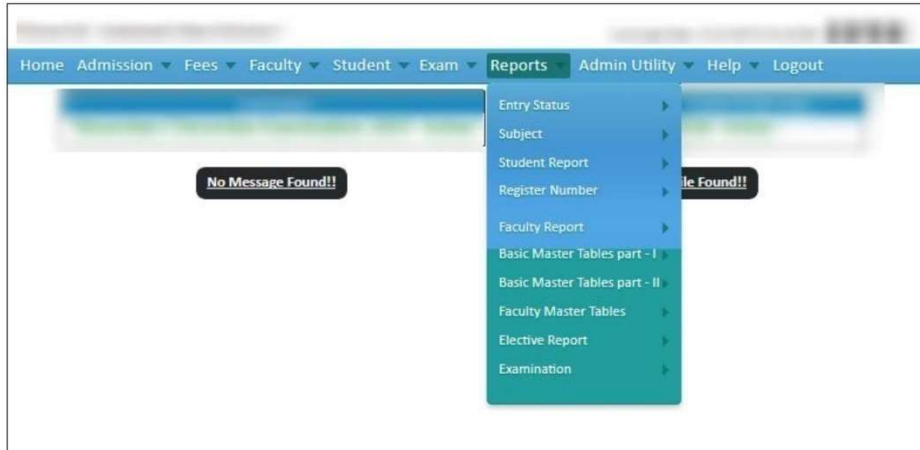 Home Admission Fees Faculty Student Exam Reports Admin Utility Help Logout
Entry Status
Subject
Student Report
Register Number
Faculty Report
Basic Master Tables part - I
Basic Master Tables part - II
Faculty Master Tables
Elective Report
Examination
No Message Found!!
Found!!